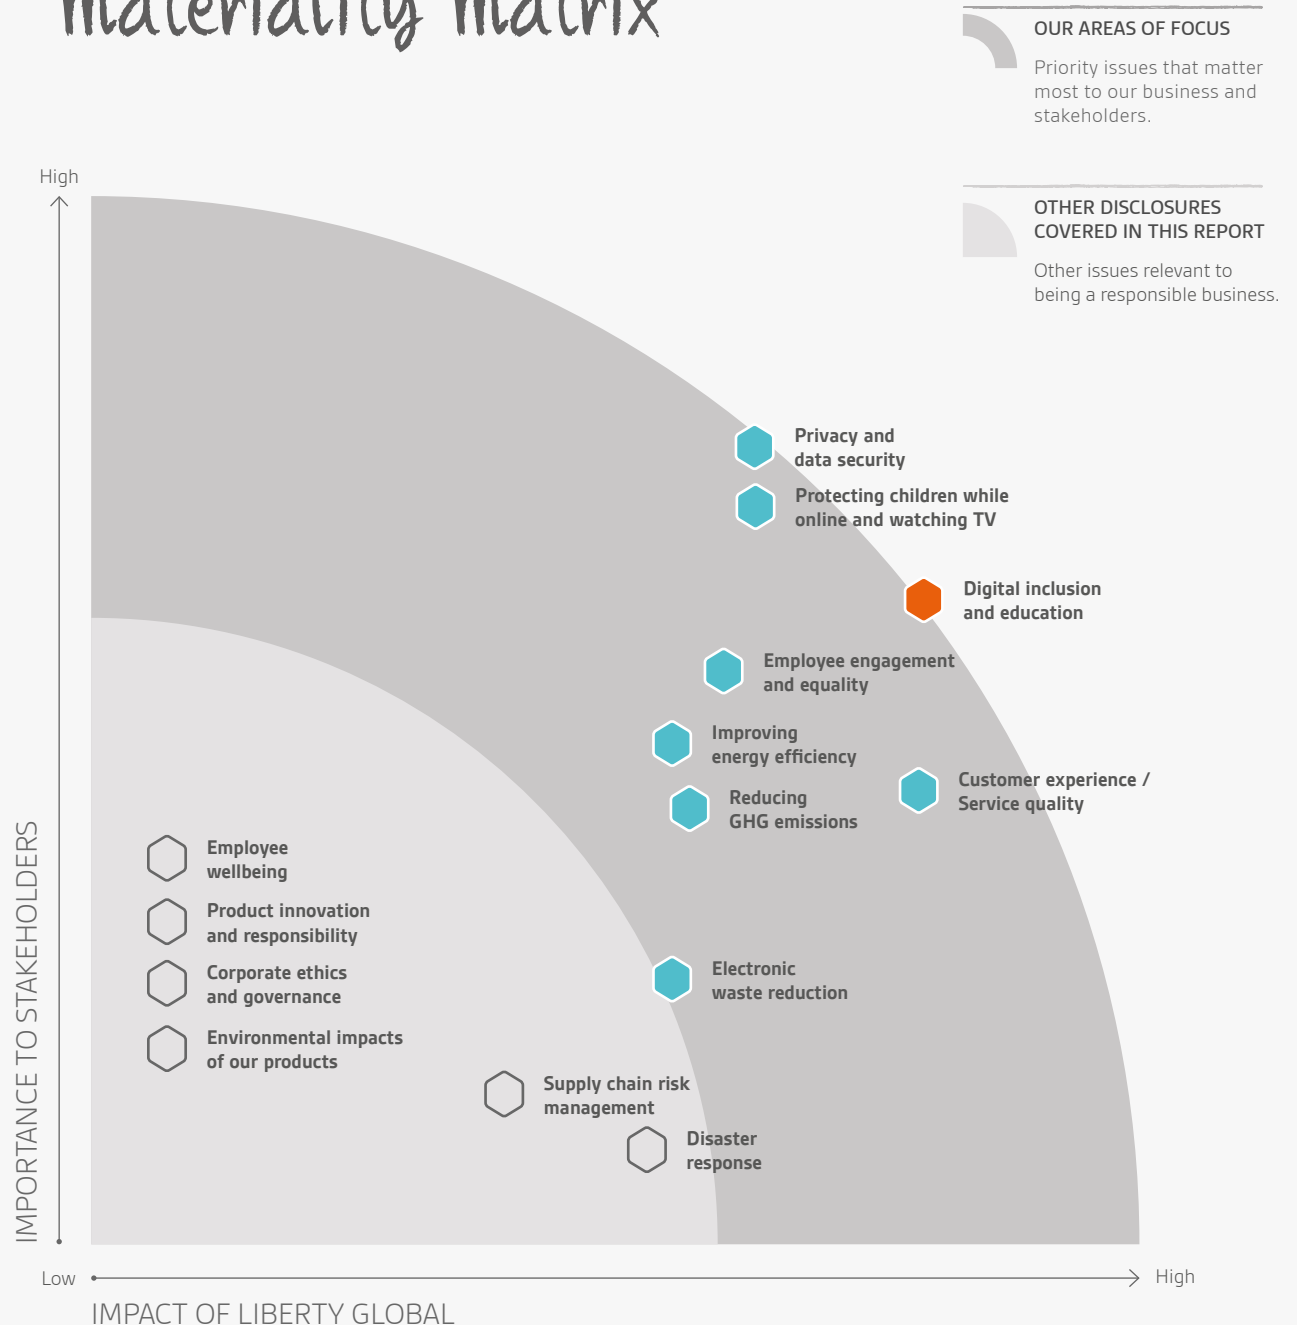 Materiality Matrix
OUR AREAS OF FOCUS
Priority issues that matter
most to our business and
stakeholders.
OTHER DISCLOSURES
COVERED IN THIS REPORT
Other issues relevant to
being a responsible business.
High
Privacy and
data security
Protecting children while
online and watching TV
Digital inclusion
and education
Employee engagement
and equality
Improving
energy efficiency
Customer experience /
Service quality
Reducing
GHG emissions
Employee
wellbeing
Product innovation
and responsibility
Corporate ethics
and governance
Electronic
waste reduction
Environmental impacts
of our products
Supply chain risk
management
Disaster
response
IMPORTANCE TO STAKEHOLDERS
Low
High
IMPACT OF LIBERTY GLOBAL